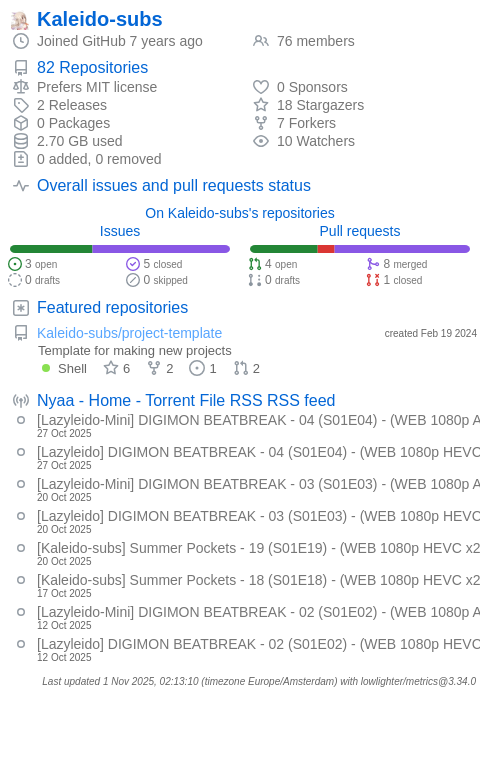 Kaleido-subs
Joined GitHub 7 years ago
76 members
82 Repositories
Prefers MIT license
0 Sponsors
2 Releases
18 Stargazers
0 Packages
7 Forkers
2.70 GB used
10 Watchers
0 added, 0 removed
Overall issues and pull requests status
On Kaleido-subs's repositories
Issues
Pull requests
3 open
5 closed
4 open
8 merged
0 drafts
0 skipped
0 drafts
1 closed
Featured repositories
Kaleido-subs/project-template
created Feb 19 2024
Template for making new projects
Shell 6 2 1 2
Nyaa - Home - Torrent File RSS RSS feed
[Lazyleido-Mini] DIGIMON BEATBREAK - 04 (S01E04) - (WEB 1080p A
27 Oct 2025
[Lazyleido] DIGIMON BEATBREAK - 04 (S01E04) - (WEB 1080p HEVC
27 Oct 2025
[Lazyleido-Mini] DIGIMON BEATBREAK - 03 (S01E03) - (WEB 1080p A
20 Oct 2025
[Lazyleido] DIGIMON BEATBREAK - 03 (S01E03) - (WEB 1080p HEVC
20 Oct 2025
[Kaleido-subs] Summer Pockets - 19 (S01E19) - (WEB 1080p HEVC x2
20 Oct 2025
[Kaleido-subs] Summer Pockets - 18 (S01E18) - (WEB 1080p HEVC x2
17 Oct 2025
[Lazyleido-Mini] DIGIMON BEATBREAK - 02 (S01E02) - (WEB 1080p A
12 Oct 2025
[Lazyleido] DIGIMON BEATBREAK - 02 (S01E02) - (WEB 1080p HEVC
12 Oct 2025
Last updated 1 Nov 2025, 02:13:10 (timezone Europe/Amsterdam) with lowlighter/metrics@3.34.0